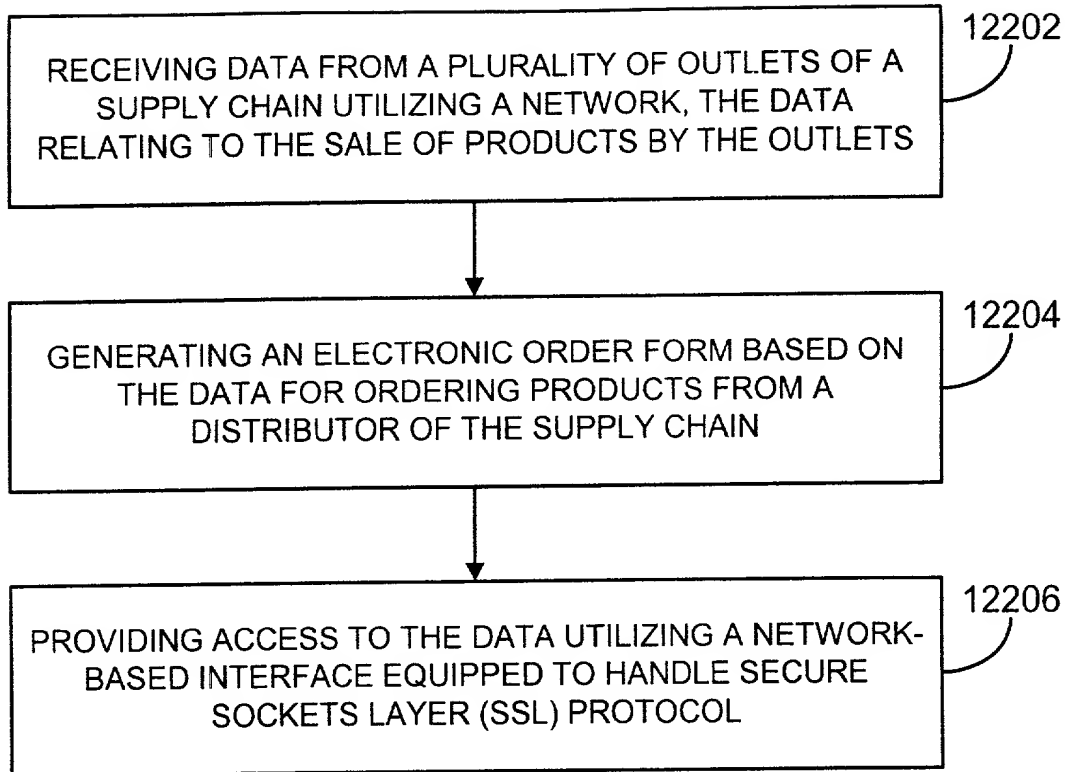 12202
RECEIVING DATA FROM A PLURALITY OF OUTLETS OF A
SUPPLY CHAIN UTILIZING A NETWORK, THE DATA
RELATING TO THE SALE OF PRODUCTS BY THE OUTLETS
12204
GENERATING AN ELECTRONIC ORDER FORM BASED ON
THE DATA FOR ORDERING PRODUCTS FROM A
DISTRIBUTOR OF THE SUPPLY CHAIN
12206
PROVIDING ACCESS TO THE DATA UTILIZING A NETWORK-
BASED INTERFACE EQUIPPED TO HANDLE SECURE
SOCKETS LAYER (SSL) PROTOCOL